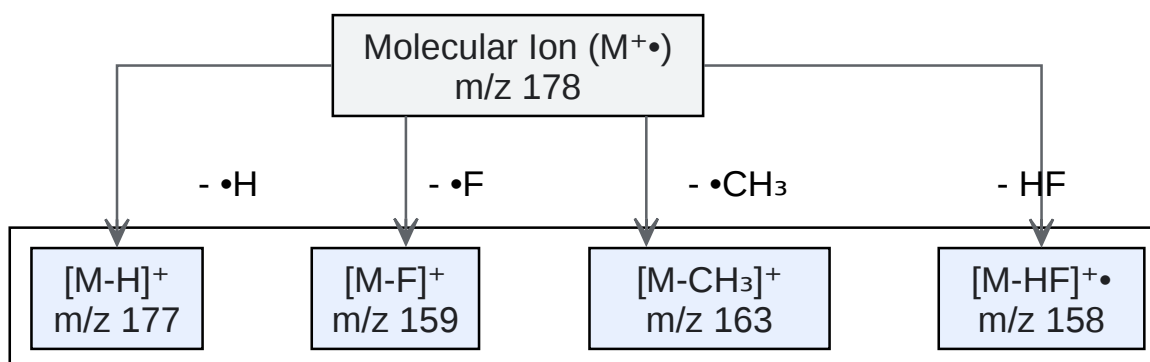 Molecular Ion (M⁺•)
m/z 178
- •H
- •F
- •CH₃
- HF
[M-H]⁺
m/z 177
[M-F]⁺
m/z 159
[M-CH₃]⁺
m/z 163
[M-HF]⁺•
m/z 158